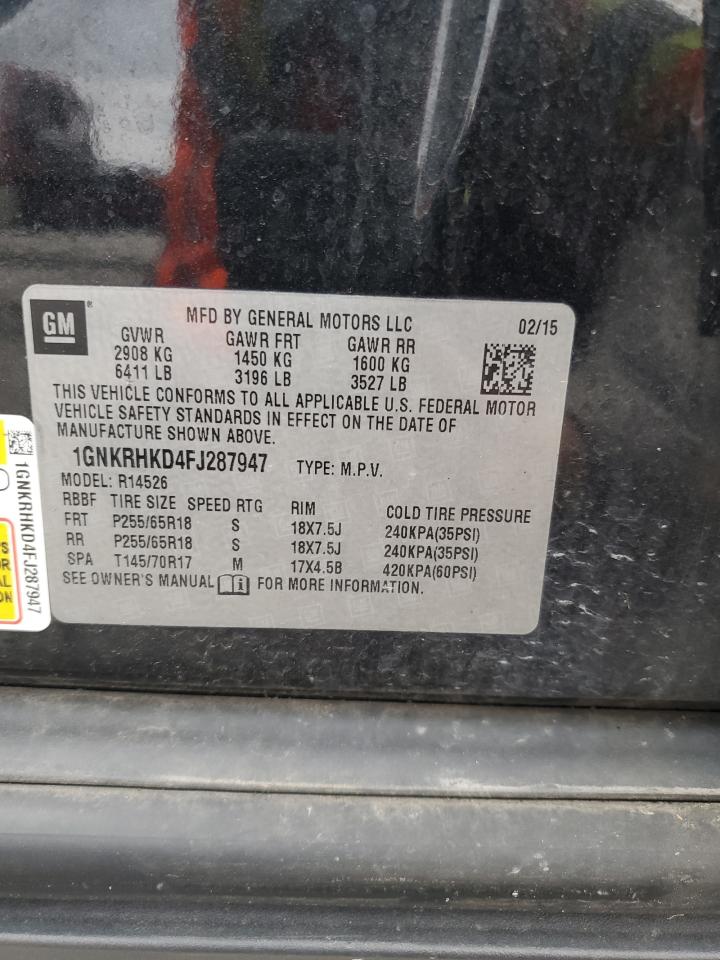 GM®
MFD BY GENERAL MOTORS LLC 02/15
GVWR GAWR FRT GAWR RR
2908 KG 1450 KG 1600 KG
6411 LB 3196 LB 3527 LB
THIS VEHICLE CONFORMS TO ALL APPLICABLE U.S. FEDERAL MOTOR
VEHICLE SAFETY STANDARDS IN EFFECT ON THE DATE OF
MANUFACTURE SHOWN ABOVE.
1GNKRHKD4FJ287947 TYPE: M.P.V.
MODEL: R14526
RBBF TIRE SIZE SPEED RTG RIM COLD TIRE PRESSURE
FRT P255/65R18 S 18X7.5J 240KPA(35PSI)
RR P255/65R18 S 18X7.5J 240KPA(35PSI)
SPA T145/70R17 M 17X4.5B 420KPA(60PSI)
SEE OWNER'S MANUAL FOR MORE INFORMATION.
1GNKRHKD4FJ287947